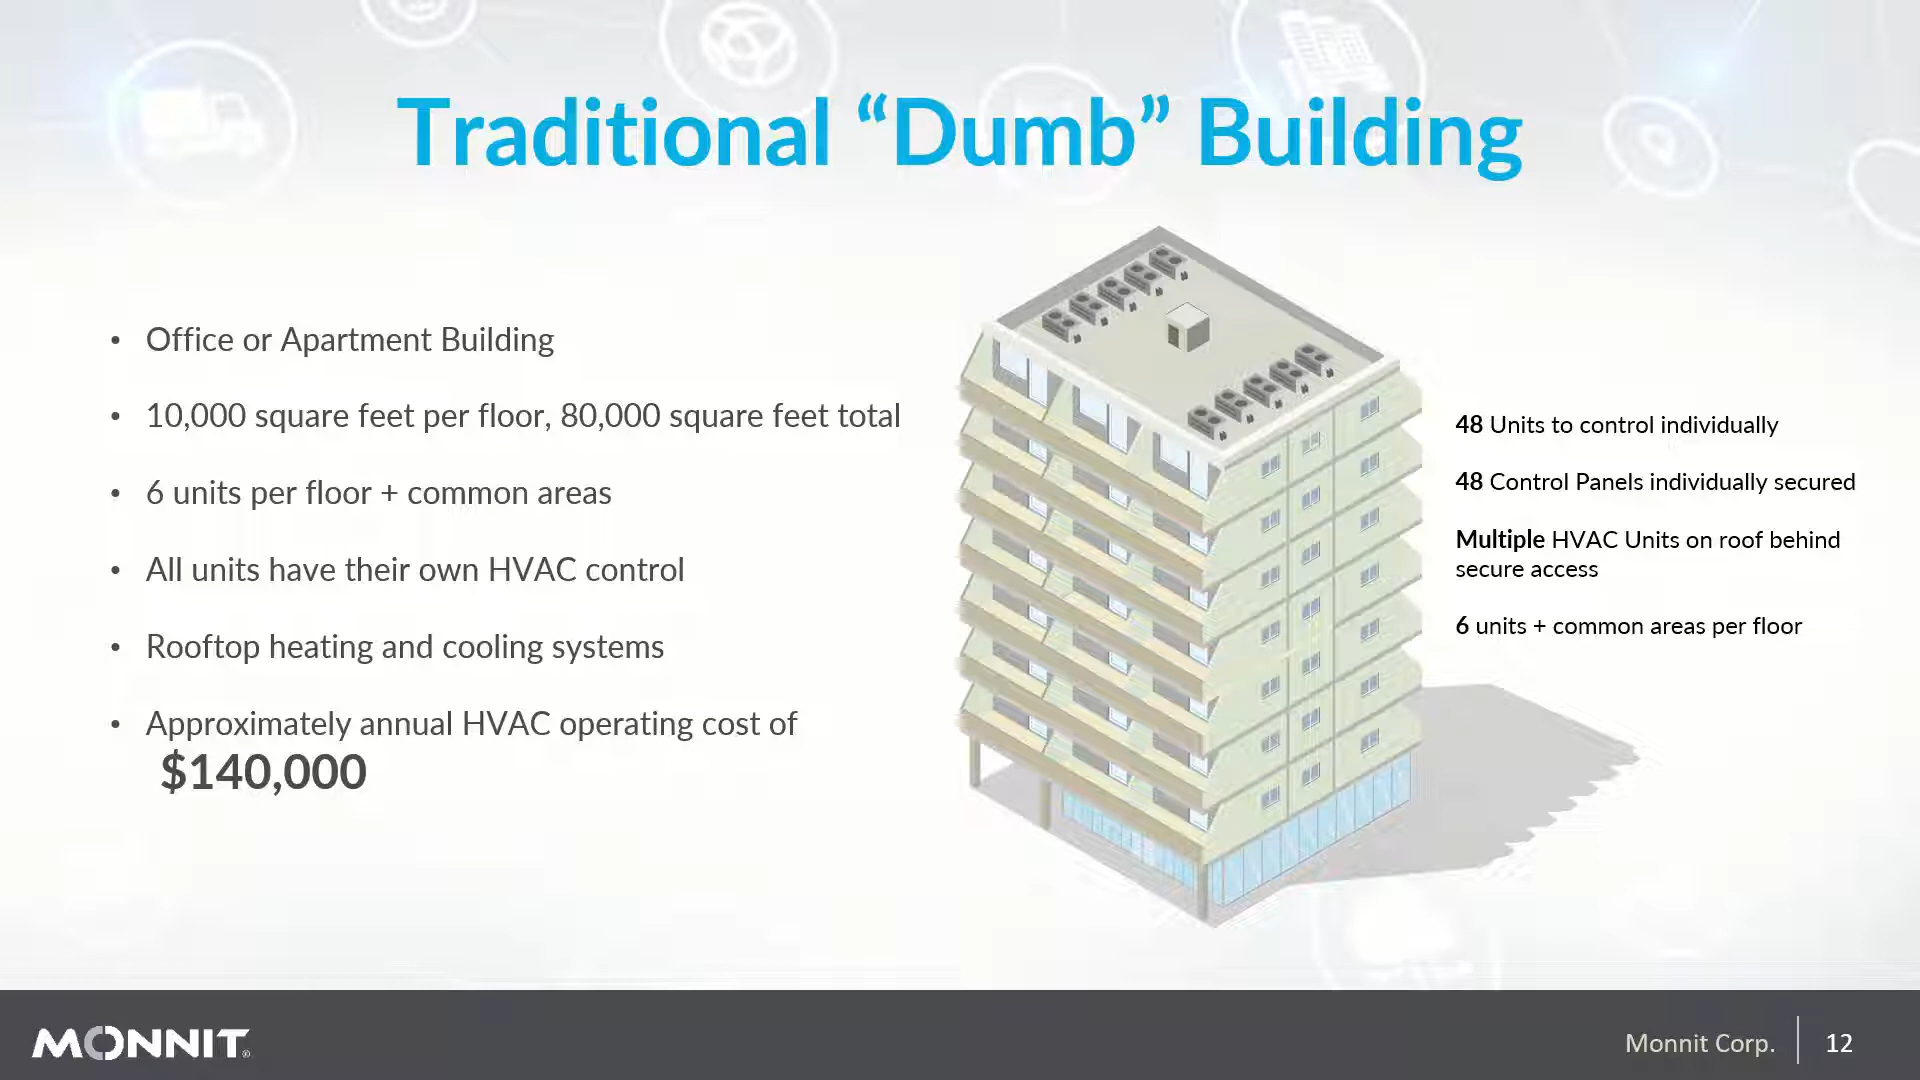 Traditional “Dumb” Building
• Office or Apartment Building
• 10,000 square feet per floor, 80,000 square feet total
• 6 units per floor + common areas
• All units have their own HVAC control
• Rooftop heating and cooling systems
• Approximately annual HVAC operating cost of
$140,000
48 Units to control individually
48 Control Panels individually secured
Multiple HVAC Units on roof behind
secure access
6 units + common areas per floor
MONNIT®
Monnit Corp. | 12